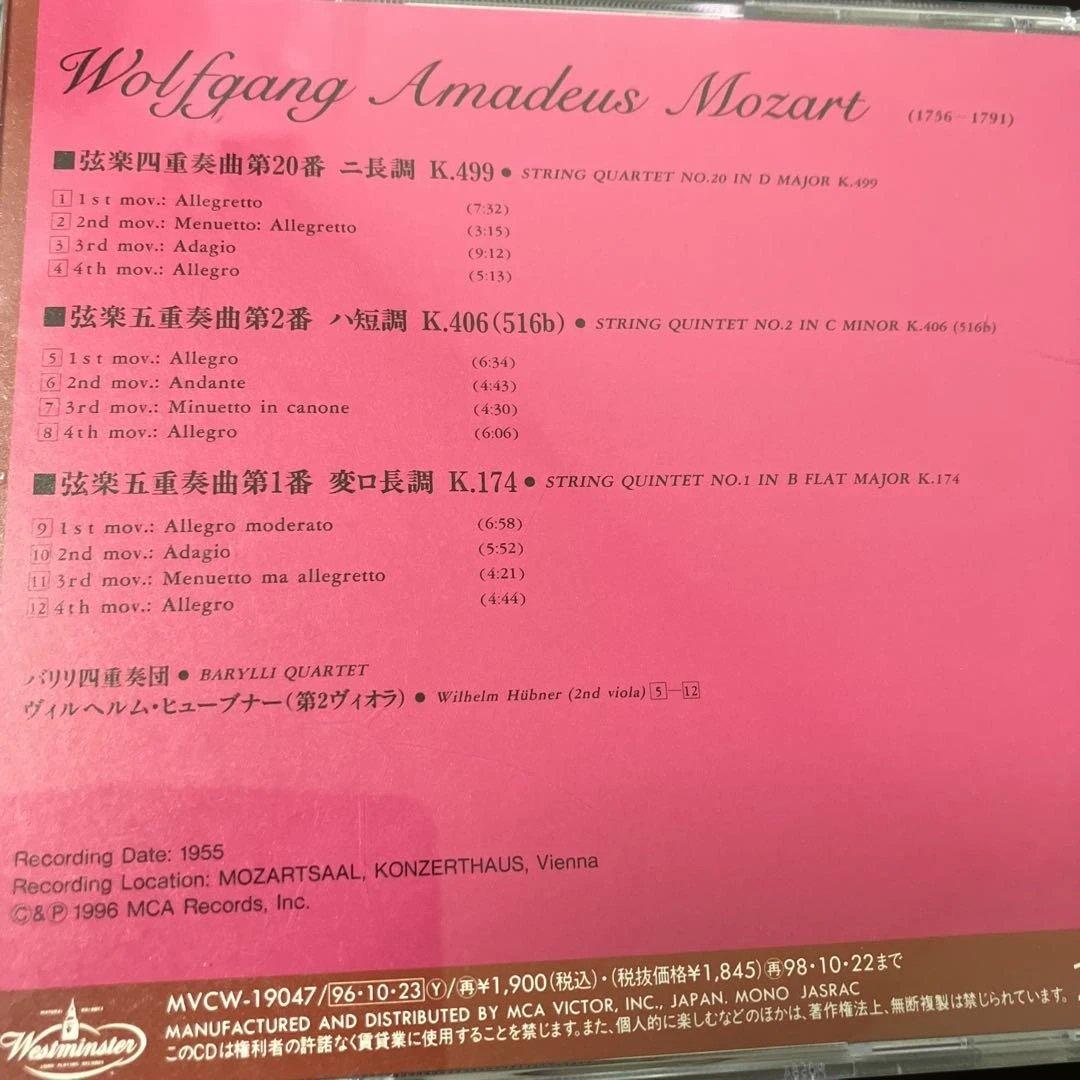 Wolfgang Amadeus Mozart (1756–1791)
■弦楽四重奏曲第20番 ニ長調 K.499 ● STRING QUARTET NO.20 IN D MAJOR K.499
1 1st mov.: Allegretto (7:32)
2 2nd mov.: Menuetto: Allegretto (3:15)
3 3rd mov.: Adagio (9:12)
4 4th mov.: Allegro (5:13)
■弦楽五重奏曲第2番 ハ短調 K.406(516b) ● STRING QUINTET NO.2 IN C MINOR K.406 (516b)
5 1st mov.: Allegro (6:34)
6 2nd mov.: Andante (4:43)
7 3rd mov.: Minuetto in canone (4:30)
8 4th mov.: Allegro (6:06)
■弦楽五重奏曲第1番 変ロ長調 K.174 ● STRING QUINTET NO.1 IN B FLAT MAJOR K.174
9 1st mov.: Allegro moderato (6:58)
10 2nd mov.: Adagio (5:52)
11 3rd mov.: Menuetto ma allegretto (4:21)
12 4th mov.: Allegro (4:44)
バリリ四重奏団 ● BARYLLI QUARTET
ヴィルヘルム・ヒューブナー(第2ヴィオラ) ● Wilhelm Hübner (2nd viola) 5–12
Recording Date: 1955
Recording Location: MOZARTSAAL, KONZERTHAUS, Vienna
Ⓒ&Ⓟ 1996 MCA Records, Inc.
MVCW-19047/96・10・23Ⓨ/㊢¥1,900(税込)・(税抜価格¥1,845)再98・10・22まで
MANUFACTURED AND DISTRIBUTED BY MCA VICTOR, INC., JAPAN. MONO JASRAC
このCDは権利者の許諾なく賃貸業に使用することを禁じます。また、個人的に楽しむなどのほかは、著作権法上、無断複製は禁じられています。
Westminster